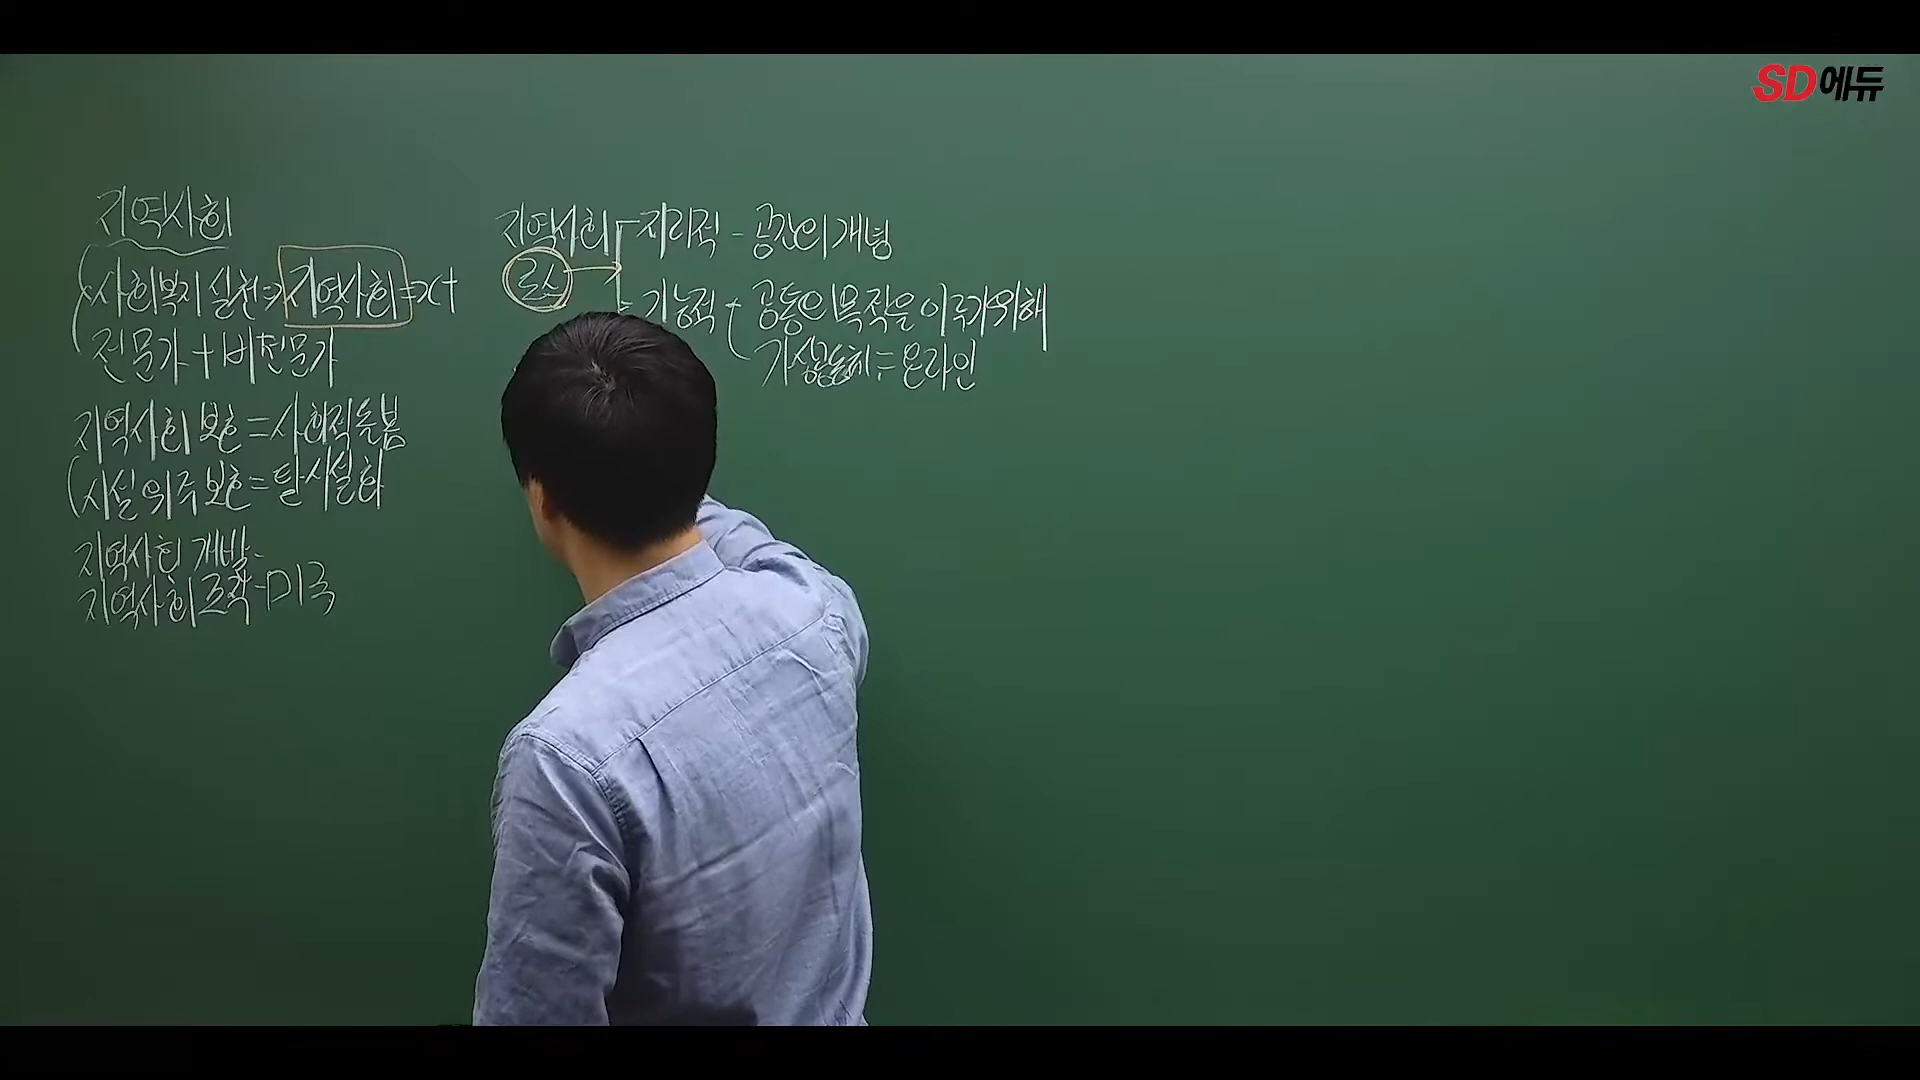 SD에듀
지역사회
사회복지 실천⇒지역사회=x+
전문가+비전문가
지역사회 보호=사회적돌봄
시설의주보호=탈시설화
지역사회 개발-
지역사회조직-미국
지역사회 지리적 - 공간의 개념
로스
기능적 공동의 목적을 이루기위해
가상공동체:온라인